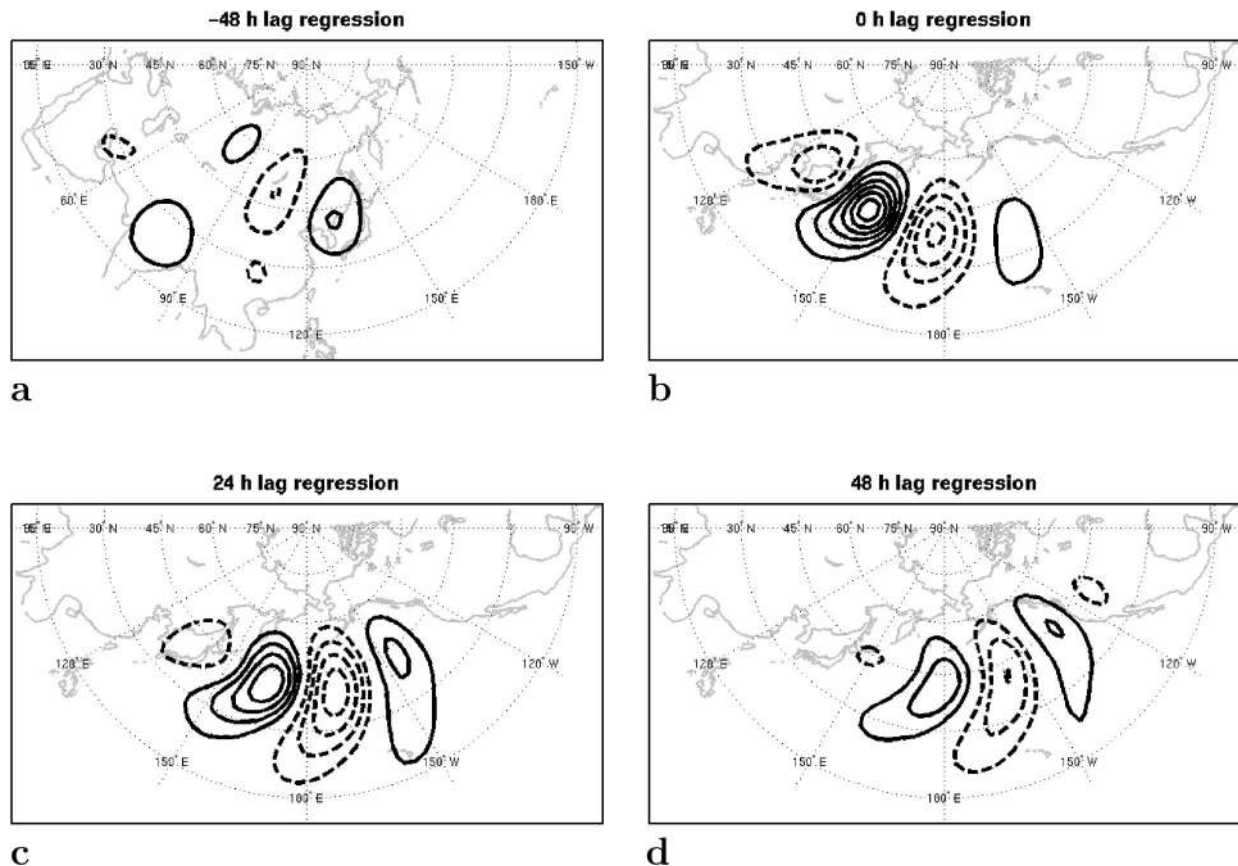 −48 h lag regression
30 N 45 N 60 N 75 N 90 N 150 W
60°E
180°E
90°E
150°E
120°E
a
0 h lag regression
30 N 45 N 60 N 75 N 90 N 90 W
120°E
120°W
150°E
150°W
180°E
b
24 h lag regression
30 N 45 N 60 N 75 N 90 N 90 W
120°E
120°W
150°E
150°W
180°E
c
48 h lag regression
30 N 45 N 60 N 75 N 90 N 90 W
120°E
120°W
150°E
150°W
180°E
d